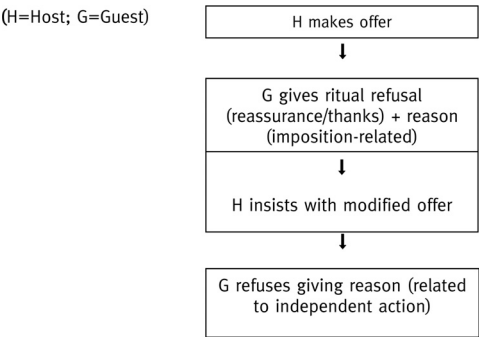 (H=Host; G=Guest)
H makes offer
G gives ritual refusal
(reassurance/thanks) + reason
(imposition-related)
H insists with modified offer
G refuses giving reason (related
to independent action)